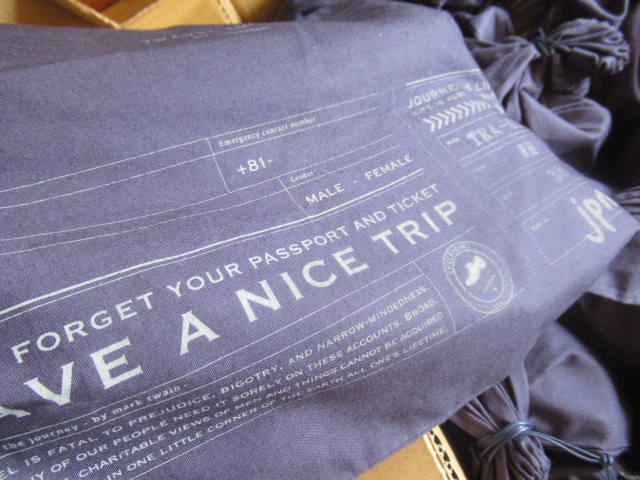 Emergency contact number
+81-
Gender
MALE · FEMALE
FORGET YOUR PASSPORT AND TICKET
AVE A NICE TRIP
the journey. by mark twain.
EL IS FATAL TO PREJUDICE, BIGOTRY, AND NARROW-MINDEDNESS,
NY OF OUR PEOPLE NEED IT SORELY ON THESE ACCOUNTS. BROAD,
CHARITABLE VIEWS OF MEN AND THINGS CANNOT BE ACQUIRED
IN ONE LITTLE CORNER OF THE EARTH ALL ONE'S LIFETIME.
JOURNEY
TRA
jpn